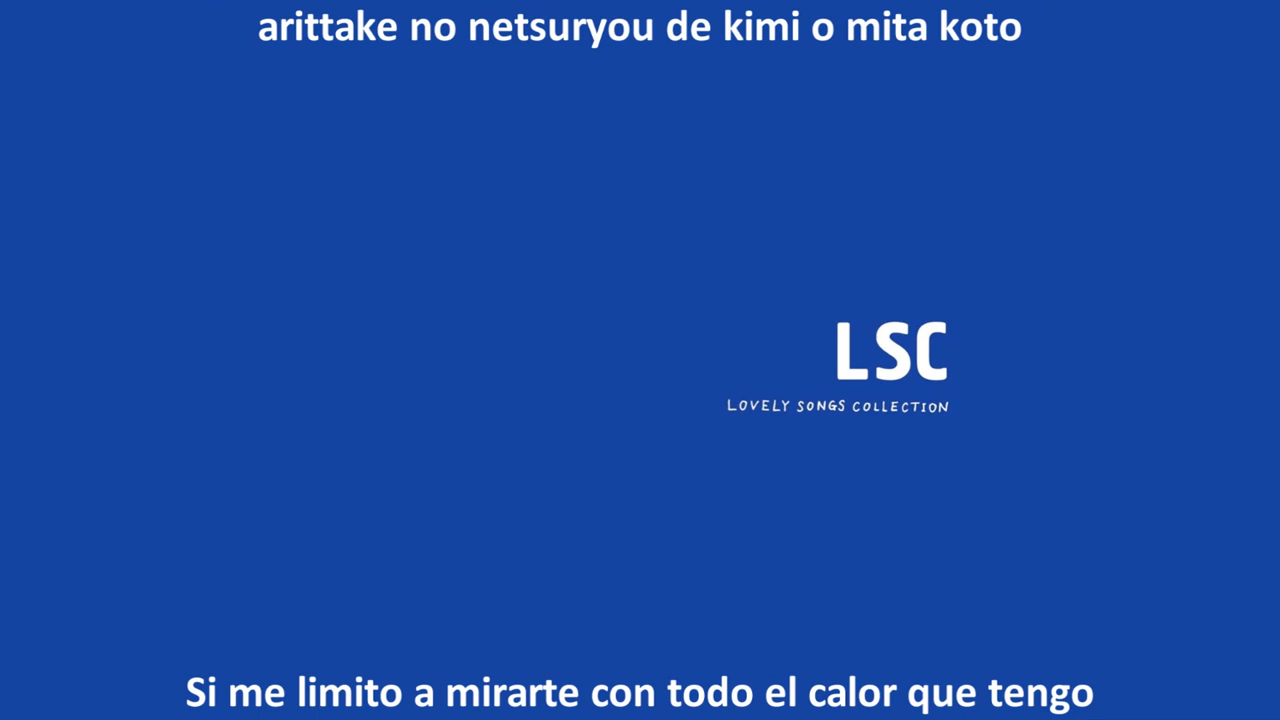 arittake no netsuryou de kimi o mita koto
LSC
LOVELY SONGS COLLECTION
Si me limito a mirarte con todo el calor que tengo